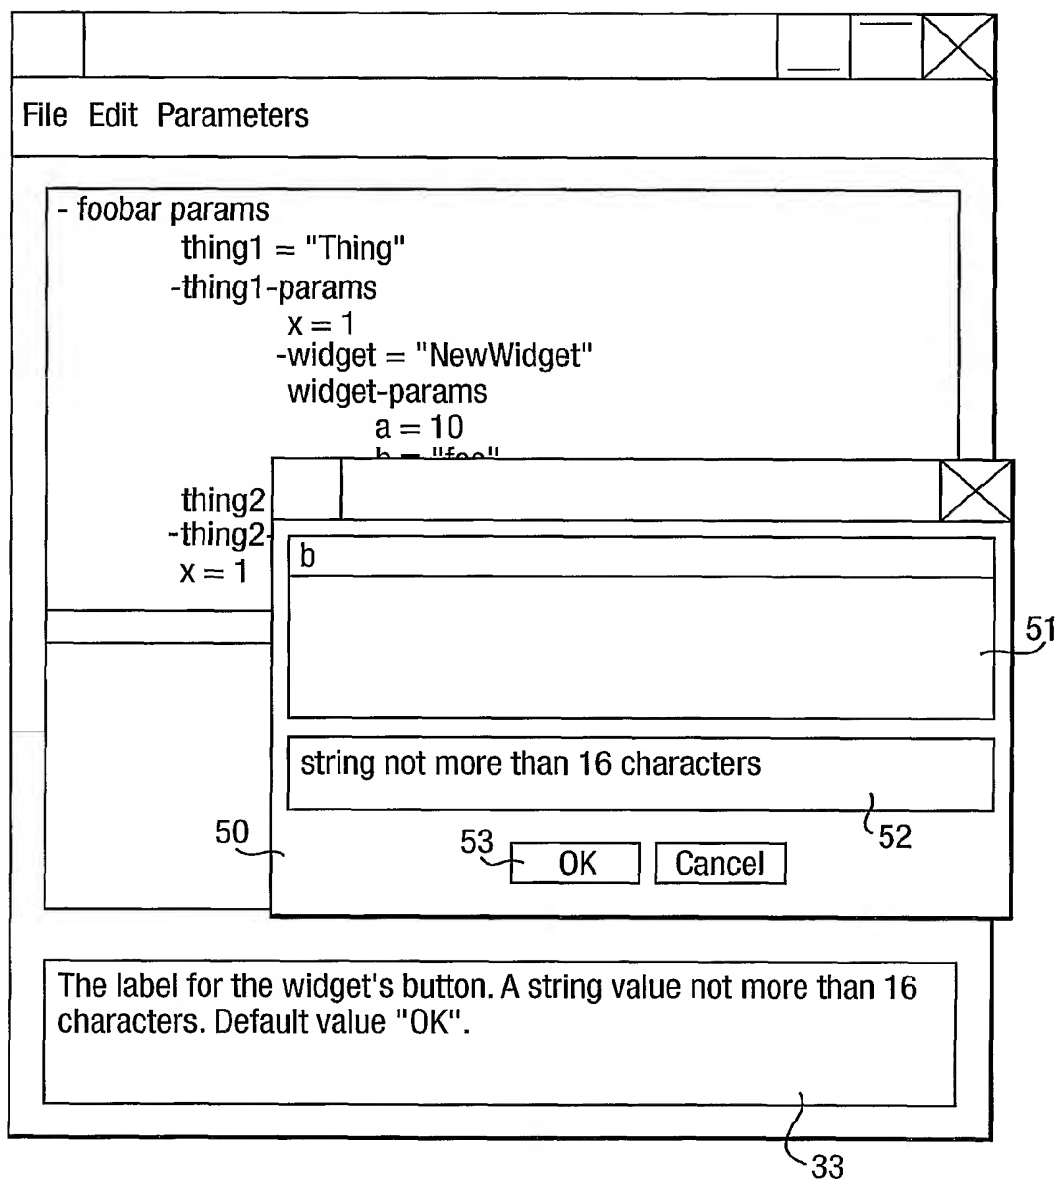 File Edit Parameters
- foobar params
thing1 = "Thing"
-thing1-params
x = 1
-widget = "NewWidget"
widget-params
a = 10
b = "foo"
thing2
-thing2-
x = 1
b
51
string not more than 16 characters
52
50
53
OK
Cancel
The label for the widget's button. A string value not more than 16
characters. Default value "OK".
33